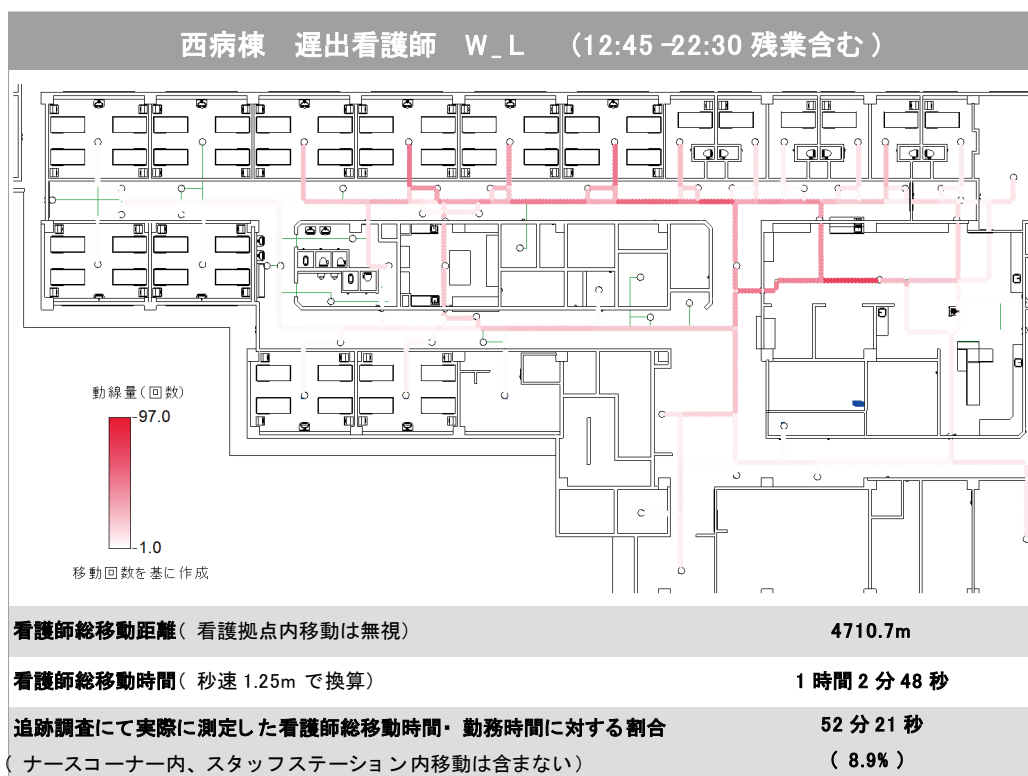 西病棟　遅出看護師　W_L　(12:45-22:30 残業含む)
動線量(回数)
97.0
1.0
移動回数を基に作成
看護師総移動距離( 看護拠点内移動は無視) 4710.7m
看護師総移動時間( 秒速 1.25m で換算) 1 時間 2 分 48 秒
追跡調査にて実際に測定した看護師総移動時間・ 勤務時間に対する割合 52 分 21 秒
( ナースコーナー内、スタッフステーション内移動は含まない) ( 8.9% )